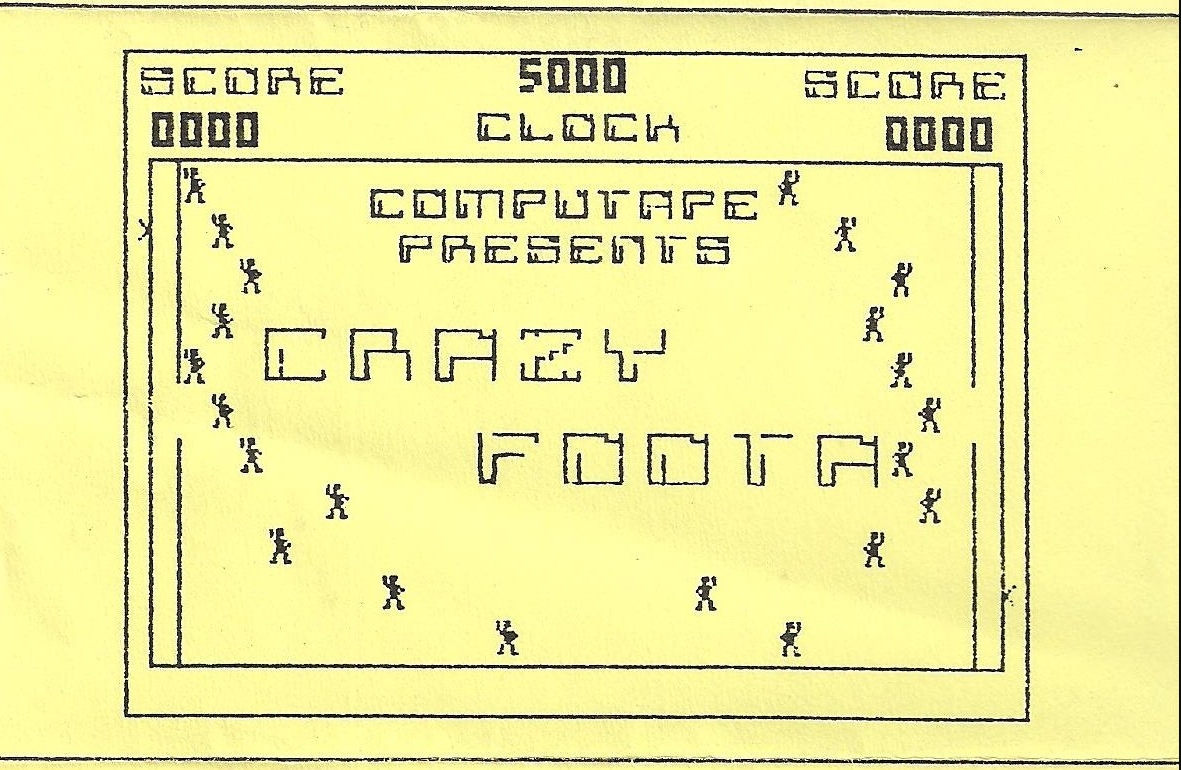 SCORE 5000 SCORE
0000 CLOCK 0000
COMPUTAPE
PRESENTS
CRAZY
FOOTA